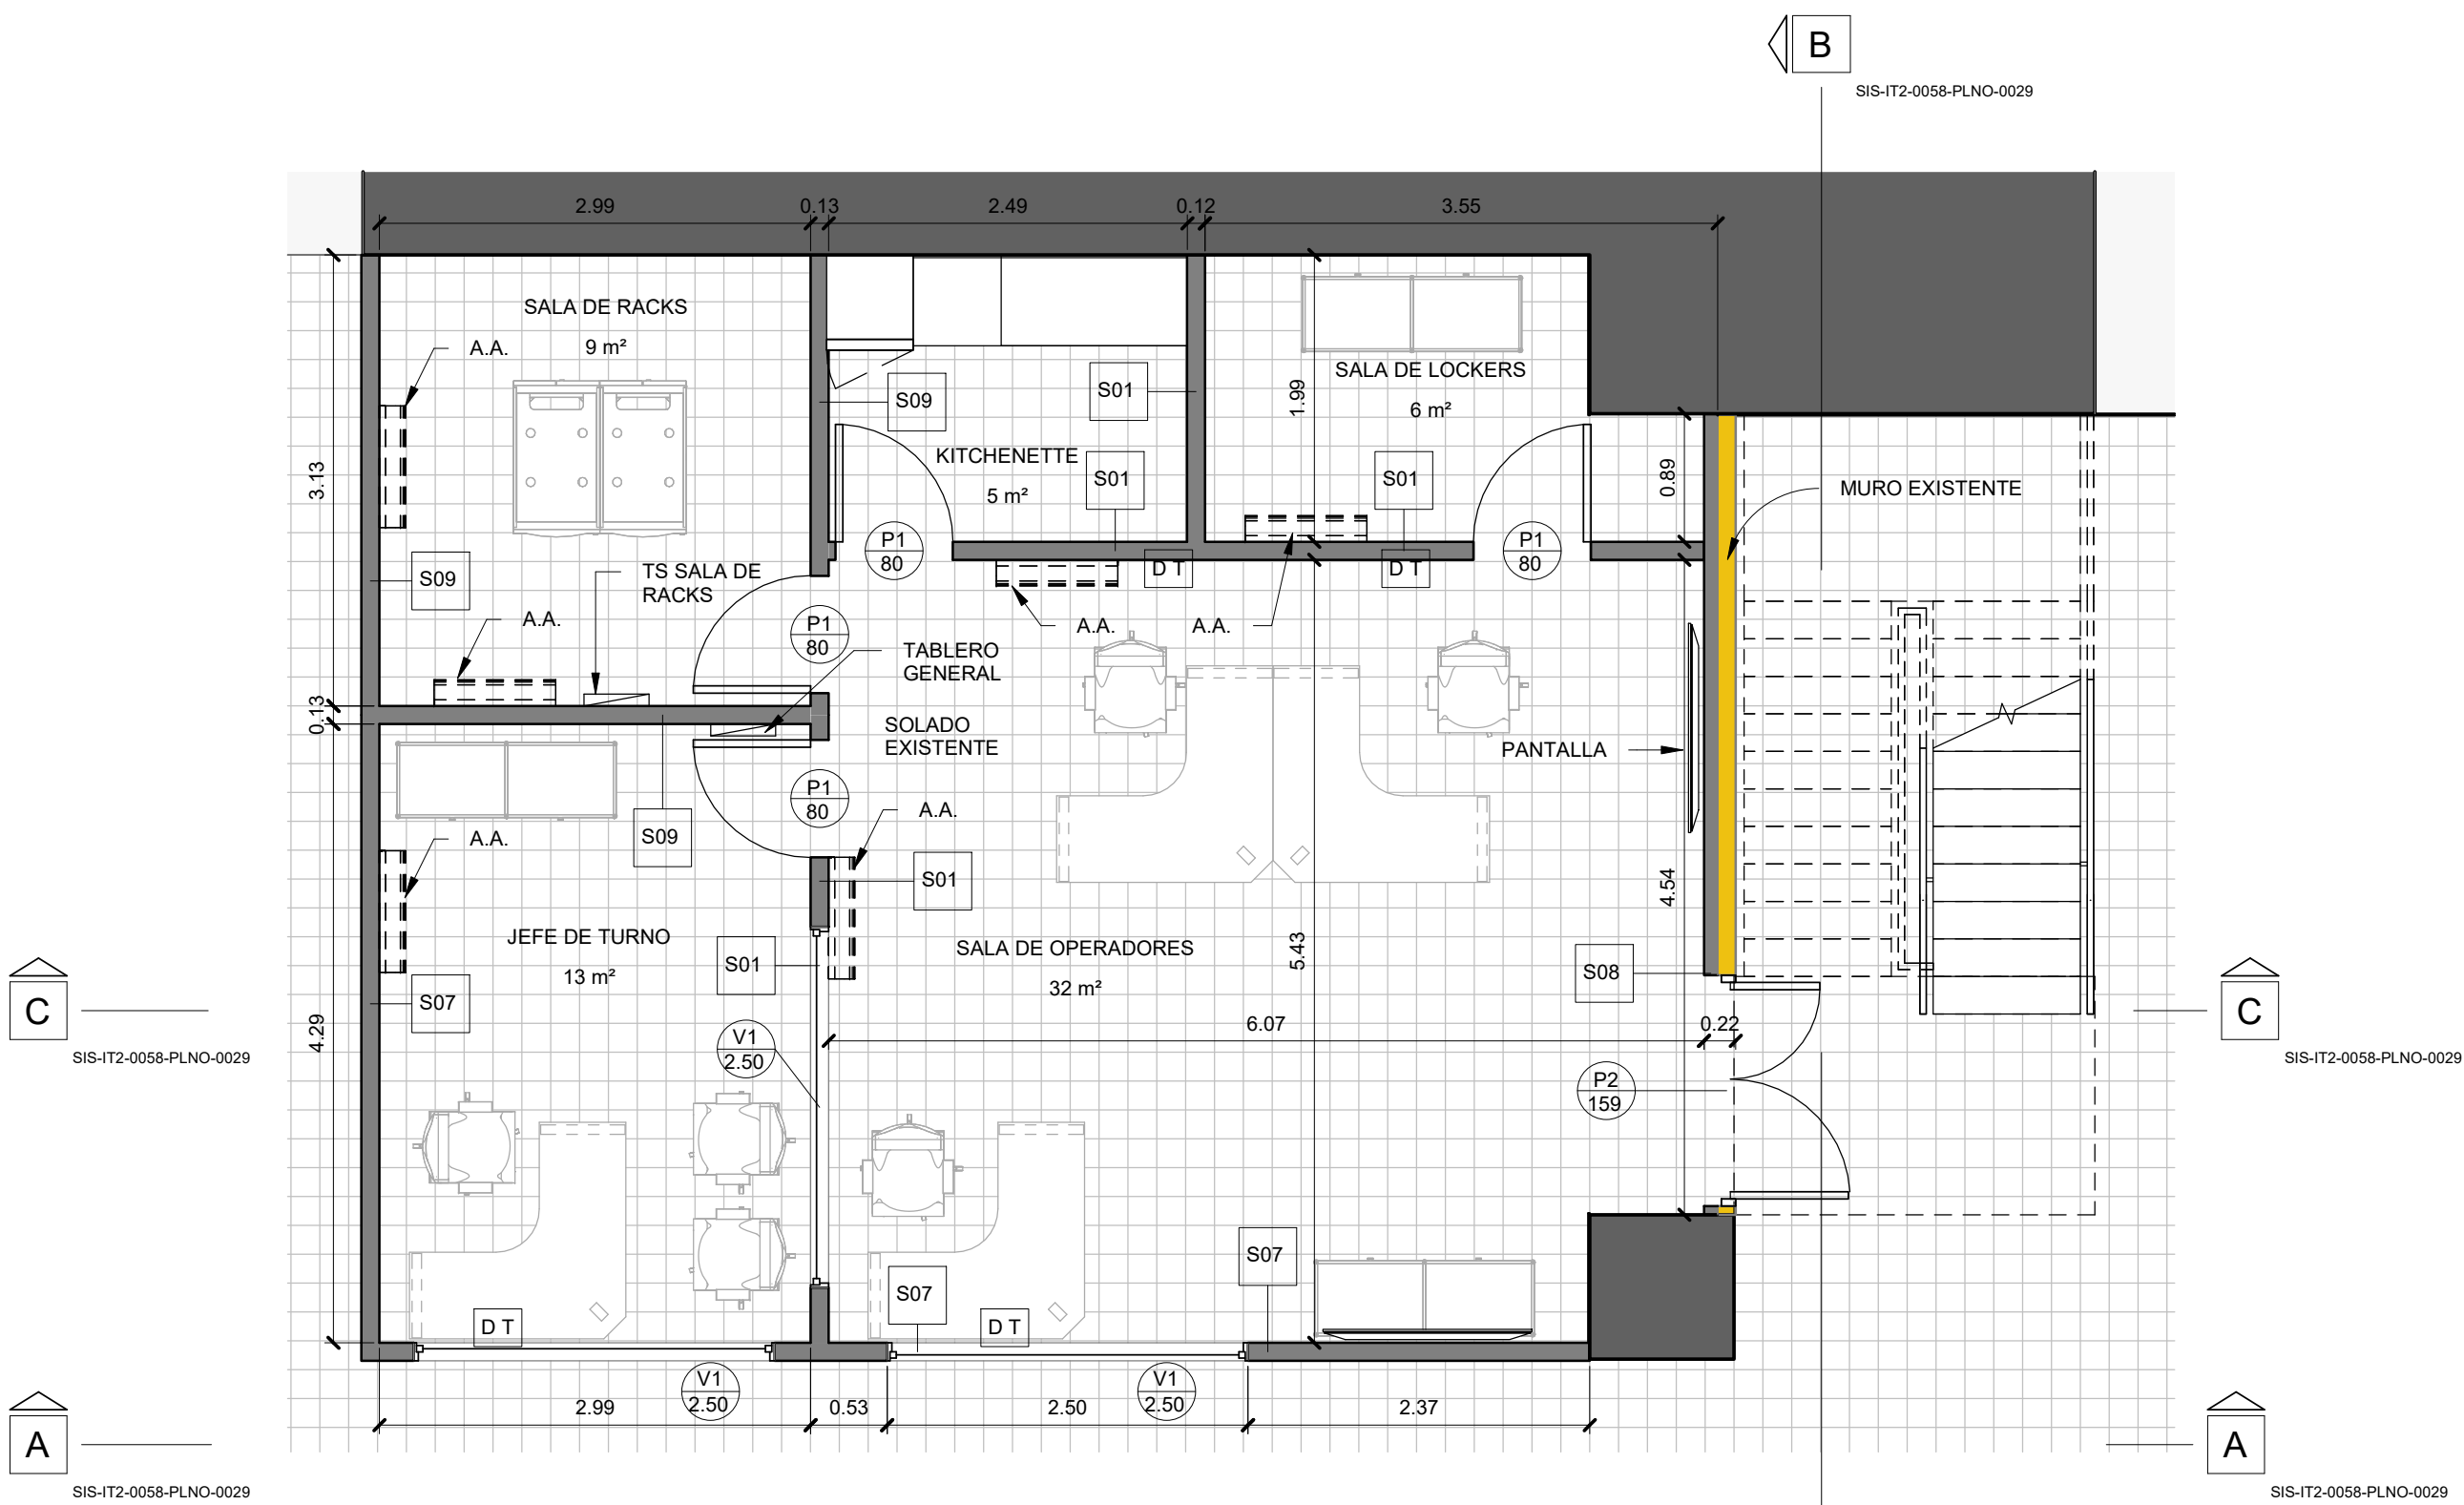 B
SIS-IT2-0058-PLNO-0029
2.99
0.13
2.49
0.12
3.55
SALA DE RACKS
9 m²
A.A.
S09
S01
SALA DE LOCKERS
6 m²
1.99
KITCHENETTE
5 m²
S01
S01
3.13
0.89
MURO EXISTENTE
P1
80
P1
80
S09
TS SALA DE
RACKS
D T
D T
A.A.
A.A.
A.A.
P1
80
TABLERO
GENERAL
0.13
SOLADO
EXISTENTE
PANTALLA
P1
80
A.A.
S09
A.A.
S01
4.54
JEFE DE TURNO
13 m²
S01
SALA DE OPERADORES
32 m²
5.43
S08
S07
C
SIS-IT2-0058-PLNO-0029
C
SIS-IT2-0058-PLNO-0029
4.29
6.07
0.22
V1
2.50
P2
159
S07
S07
D T
D T
V1
2.50
V1
2.50
2.99
0.53
2.50
2.37
A
SIS-IT2-0058-PLNO-0029
A
SIS-IT2-0058-PLNO-0029